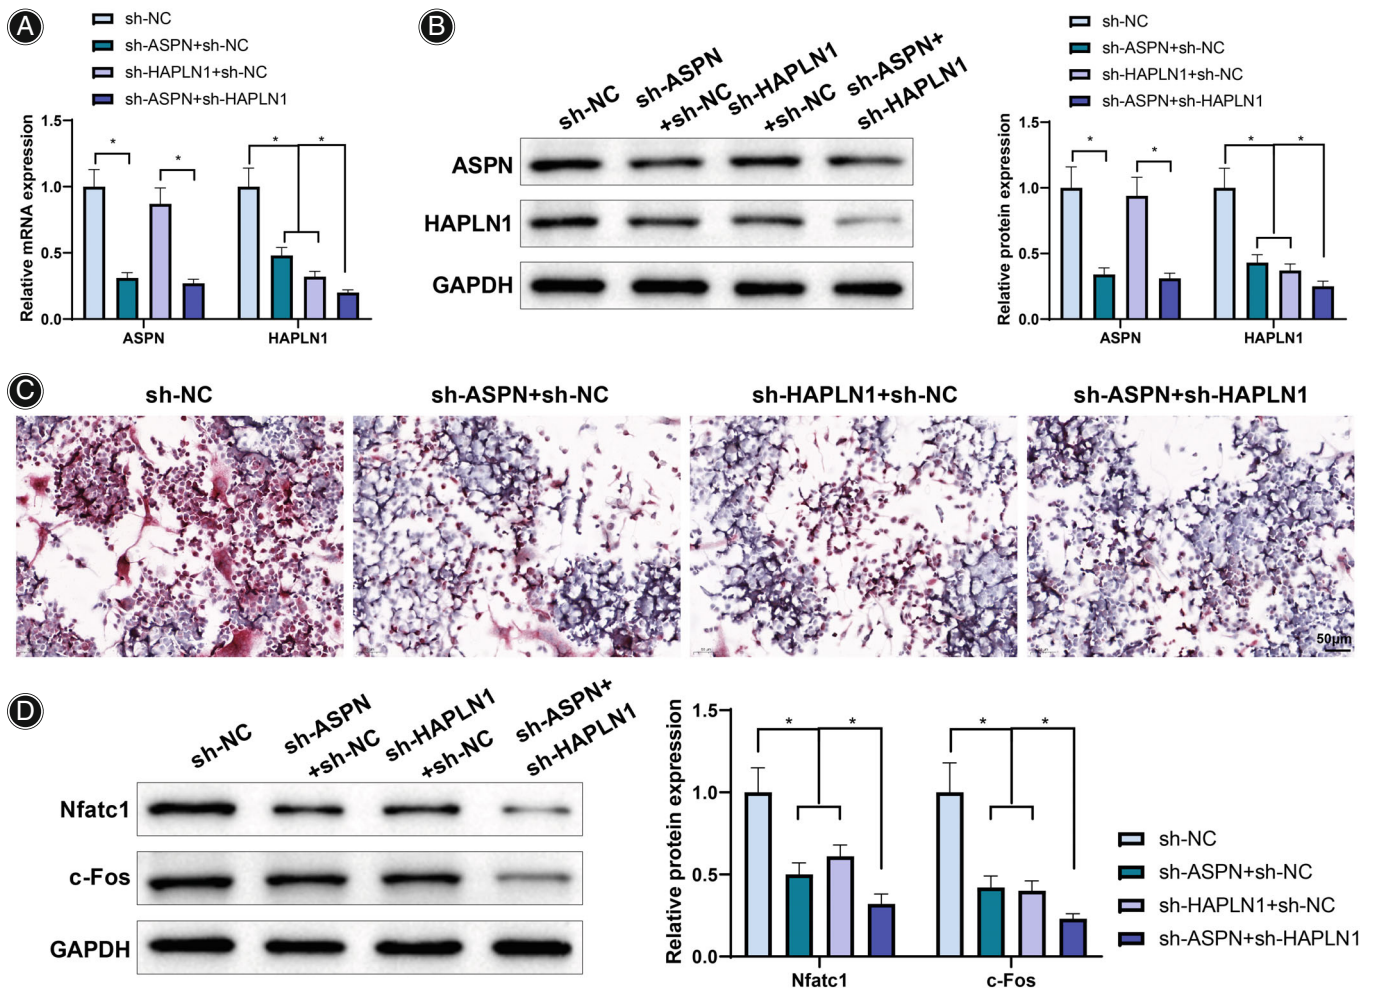 A
sh-NC
sh-ASPN+sh-NC
sh-HAPLN1+sh-NC
sh-ASPN+sh-HAPLN1
Relative mRNA expression
1.5
1.0
0.5
0.0
*
*
*
*
ASPN
HAPLN1
B
sh-NC
sh-ASPN
+sh-NC
sh-HAPLN1
+sh-NC
sh-ASPN+
sh-HAPLN1
ASPN
HAPLN1
GAPDH
sh-NC
sh-ASPN+sh-NC
sh-HAPLN1+sh-NC
sh-ASPN+sh-HAPLN1
Relative protein expression
1.5
1.0
0.5
0.0
*
*
*
*
ASPN
HAPLN1
C
sh-NC
sh-ASPN+sh-NC
sh-HAPLN1+sh-NC
sh-ASPN+sh-HAPLN1
50μm
D
sh-NC
sh-ASPN
+sh-NC
sh-HAPLN1
+sh-NC
sh-ASPN+
sh-HAPLN1
Nfatc1
c-Fos
GAPDH
Relative protein expression
1.5
1.0
0.5
0.0
*
*
*
*
Nfatc1
c-Fos
sh-NC
sh-ASPN+sh-NC
sh-HAPLN1+sh-NC
sh-ASPN+sh-HAPLN1